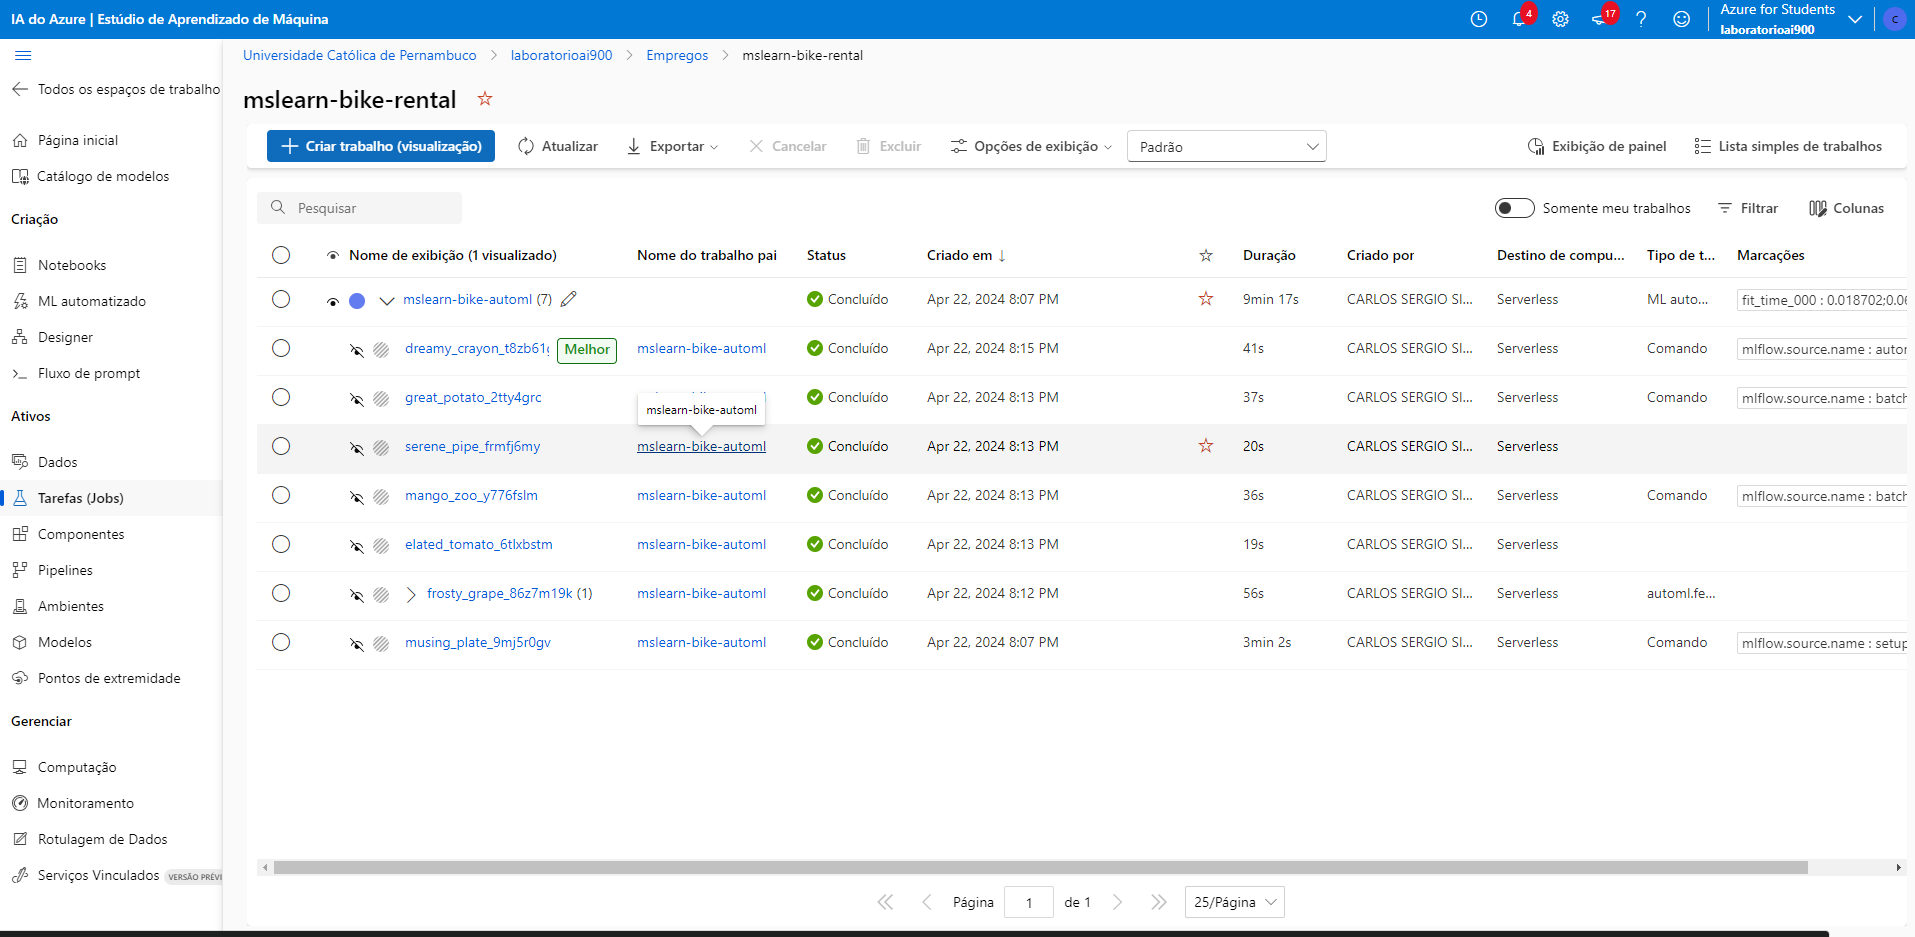 IA do Azure | Estúdio de Aprendizado de Máquina
4
17
Azure for Students
laboratorioai900
C
Todos os espaços de trabalho
Página inicial
Catálogo de modelos
Criação
Notebooks
ML automatizado
Designer
Fluxo de prompt
Ativos
Dados
Tarefas (Jobs)
Componentes
Pipelines
Ambientes
Modelos
Pontos de extremidade
Gerenciar
Computação
Monitoramento
Rotulagem de Dados
Serviços Vinculados VERSÃO PRÉVI
Universidade Católica de Pernambuco > laboratorioai900 > Empregos > mslearn-bike-rental
mslearn-bike-rental
Criar trabalho (visualização) Atualizar Exportar Cancelar Excluir Opções de exibição Padrão Exibição de painel Lista simples de trabalhos
Pesquisar Somente meu trabalhos Filtrar Colunas
Nome de exibição (1 visualizado) Nome do trabalho pai Status Criado em ↓ Duração Criado por Destino de compu... Tipo de t... Marcações
mslearn-bike-automl (7) Concluído Apr 22, 2024 8:07 PM 9min 17s CARLOS SERGIO SI... Serverless ML auto... fit_time_000 : 0.018702;0.06
dreamy_crayon_t8zb61g Melhor mslearn-bike-automl Concluído Apr 22, 2024 8:15 PM 41s CARLOS SERGIO SI... Serverless Comando mlflow.source.name : autor
great_potato_2tty4grc Concluído Apr 22, 2024 8:13 PM 37s CARLOS SERGIO SI... Serverless Comando mlflow.source.name : batch
mslearn-bike-automl
serene_pipe_frmfj6my mslearn-bike-automl Concluído Apr 22, 2024 8:13 PM 20s CARLOS SERGIO SI... Serverless
mango_zoo_y776fslm mslearn-bike-automl Concluído Apr 22, 2024 8:13 PM 36s CARLOS SERGIO SI... Serverless Comando mlflow.source.name : batch
elated_tomato_6tlxbstm mslearn-bike-automl Concluído Apr 22, 2024 8:13 PM 19s CARLOS SERGIO SI... Serverless
frosty_grape_86z7m19k (1) mslearn-bike-automl Concluído Apr 22, 2024 8:12 PM 56s CARLOS SERGIO SI... Serverless automl.fe...
musing_plate_9mj5r0gv mslearn-bike-automl Concluído Apr 22, 2024 8:07 PM 3min 2s CARLOS SERGIO SI... Serverless Comando mlflow.source.name : setup
Página 1 de 1 25/Página